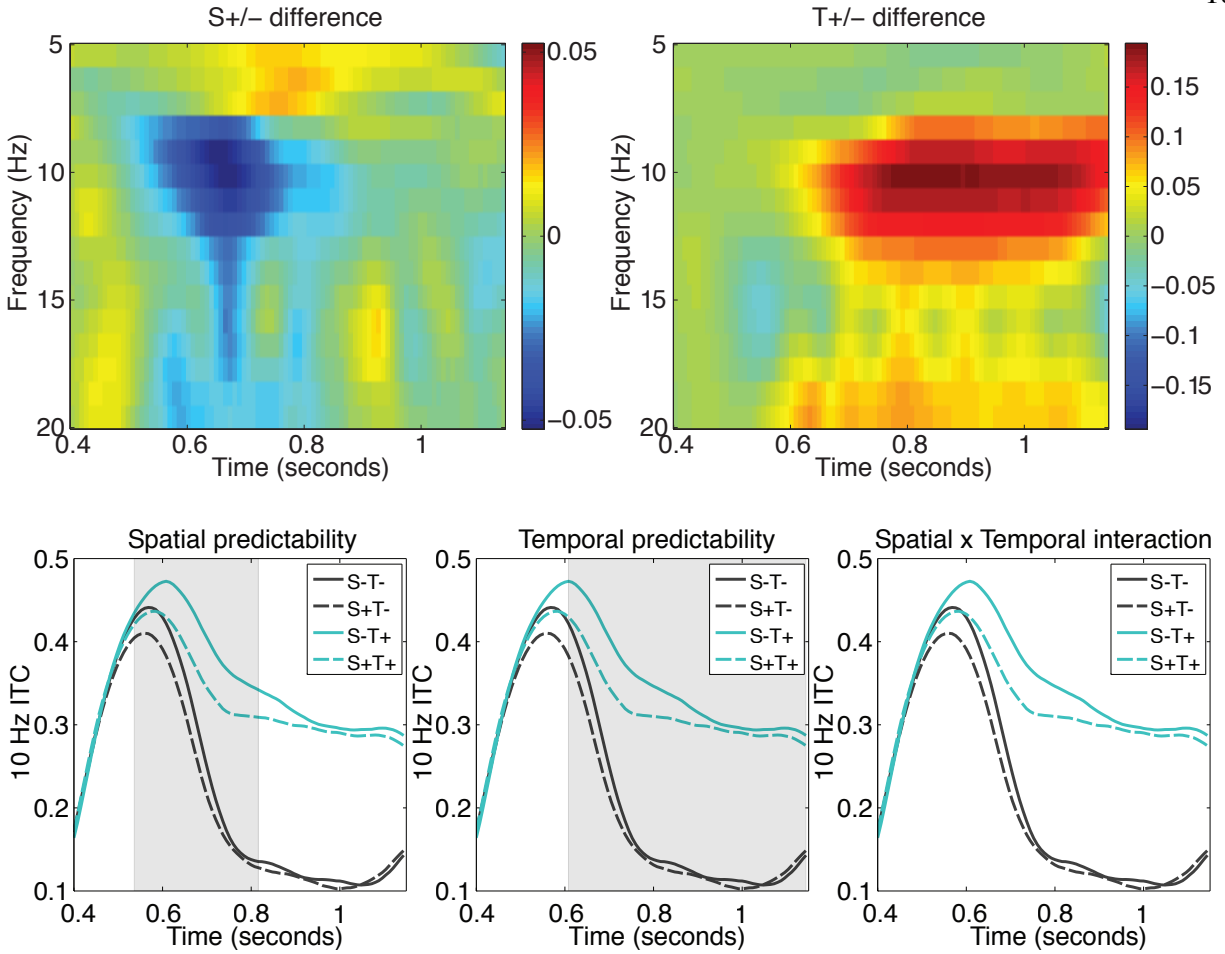 S+/− difference
T+/− difference
5
10
15
20
Frequency (Hz)
0.4
0.6
0.8
1
Time (seconds)
0.05
0
−0.05
5
10
15
20
Frequency (Hz)
0.4
0.6
0.8
1
Time (seconds)
0.15
0.1
0.05
0
−0.05
−0.1
−0.15
Spatial predictability
0.5
0.4
0.3
0.2
0.1
10 Hz ITC
S-T-
S+T-
S-T+
S+T+
0.4
0.6
0.8
1
Time (seconds)
Temporal predictability
0.5
0.4
0.3
0.2
0.1
10 Hz ITC
S-T-
S+T-
S-T+
S+T+
0.4
0.6
0.8
1
Time (seconds)
Spatial x Temporal interaction
0.5
0.4
0.3
0.2
0.1
10 Hz ITC
S-T-
S+T-
S-T+
S+T+
0.4
0.6
0.8
1
Time (seconds)